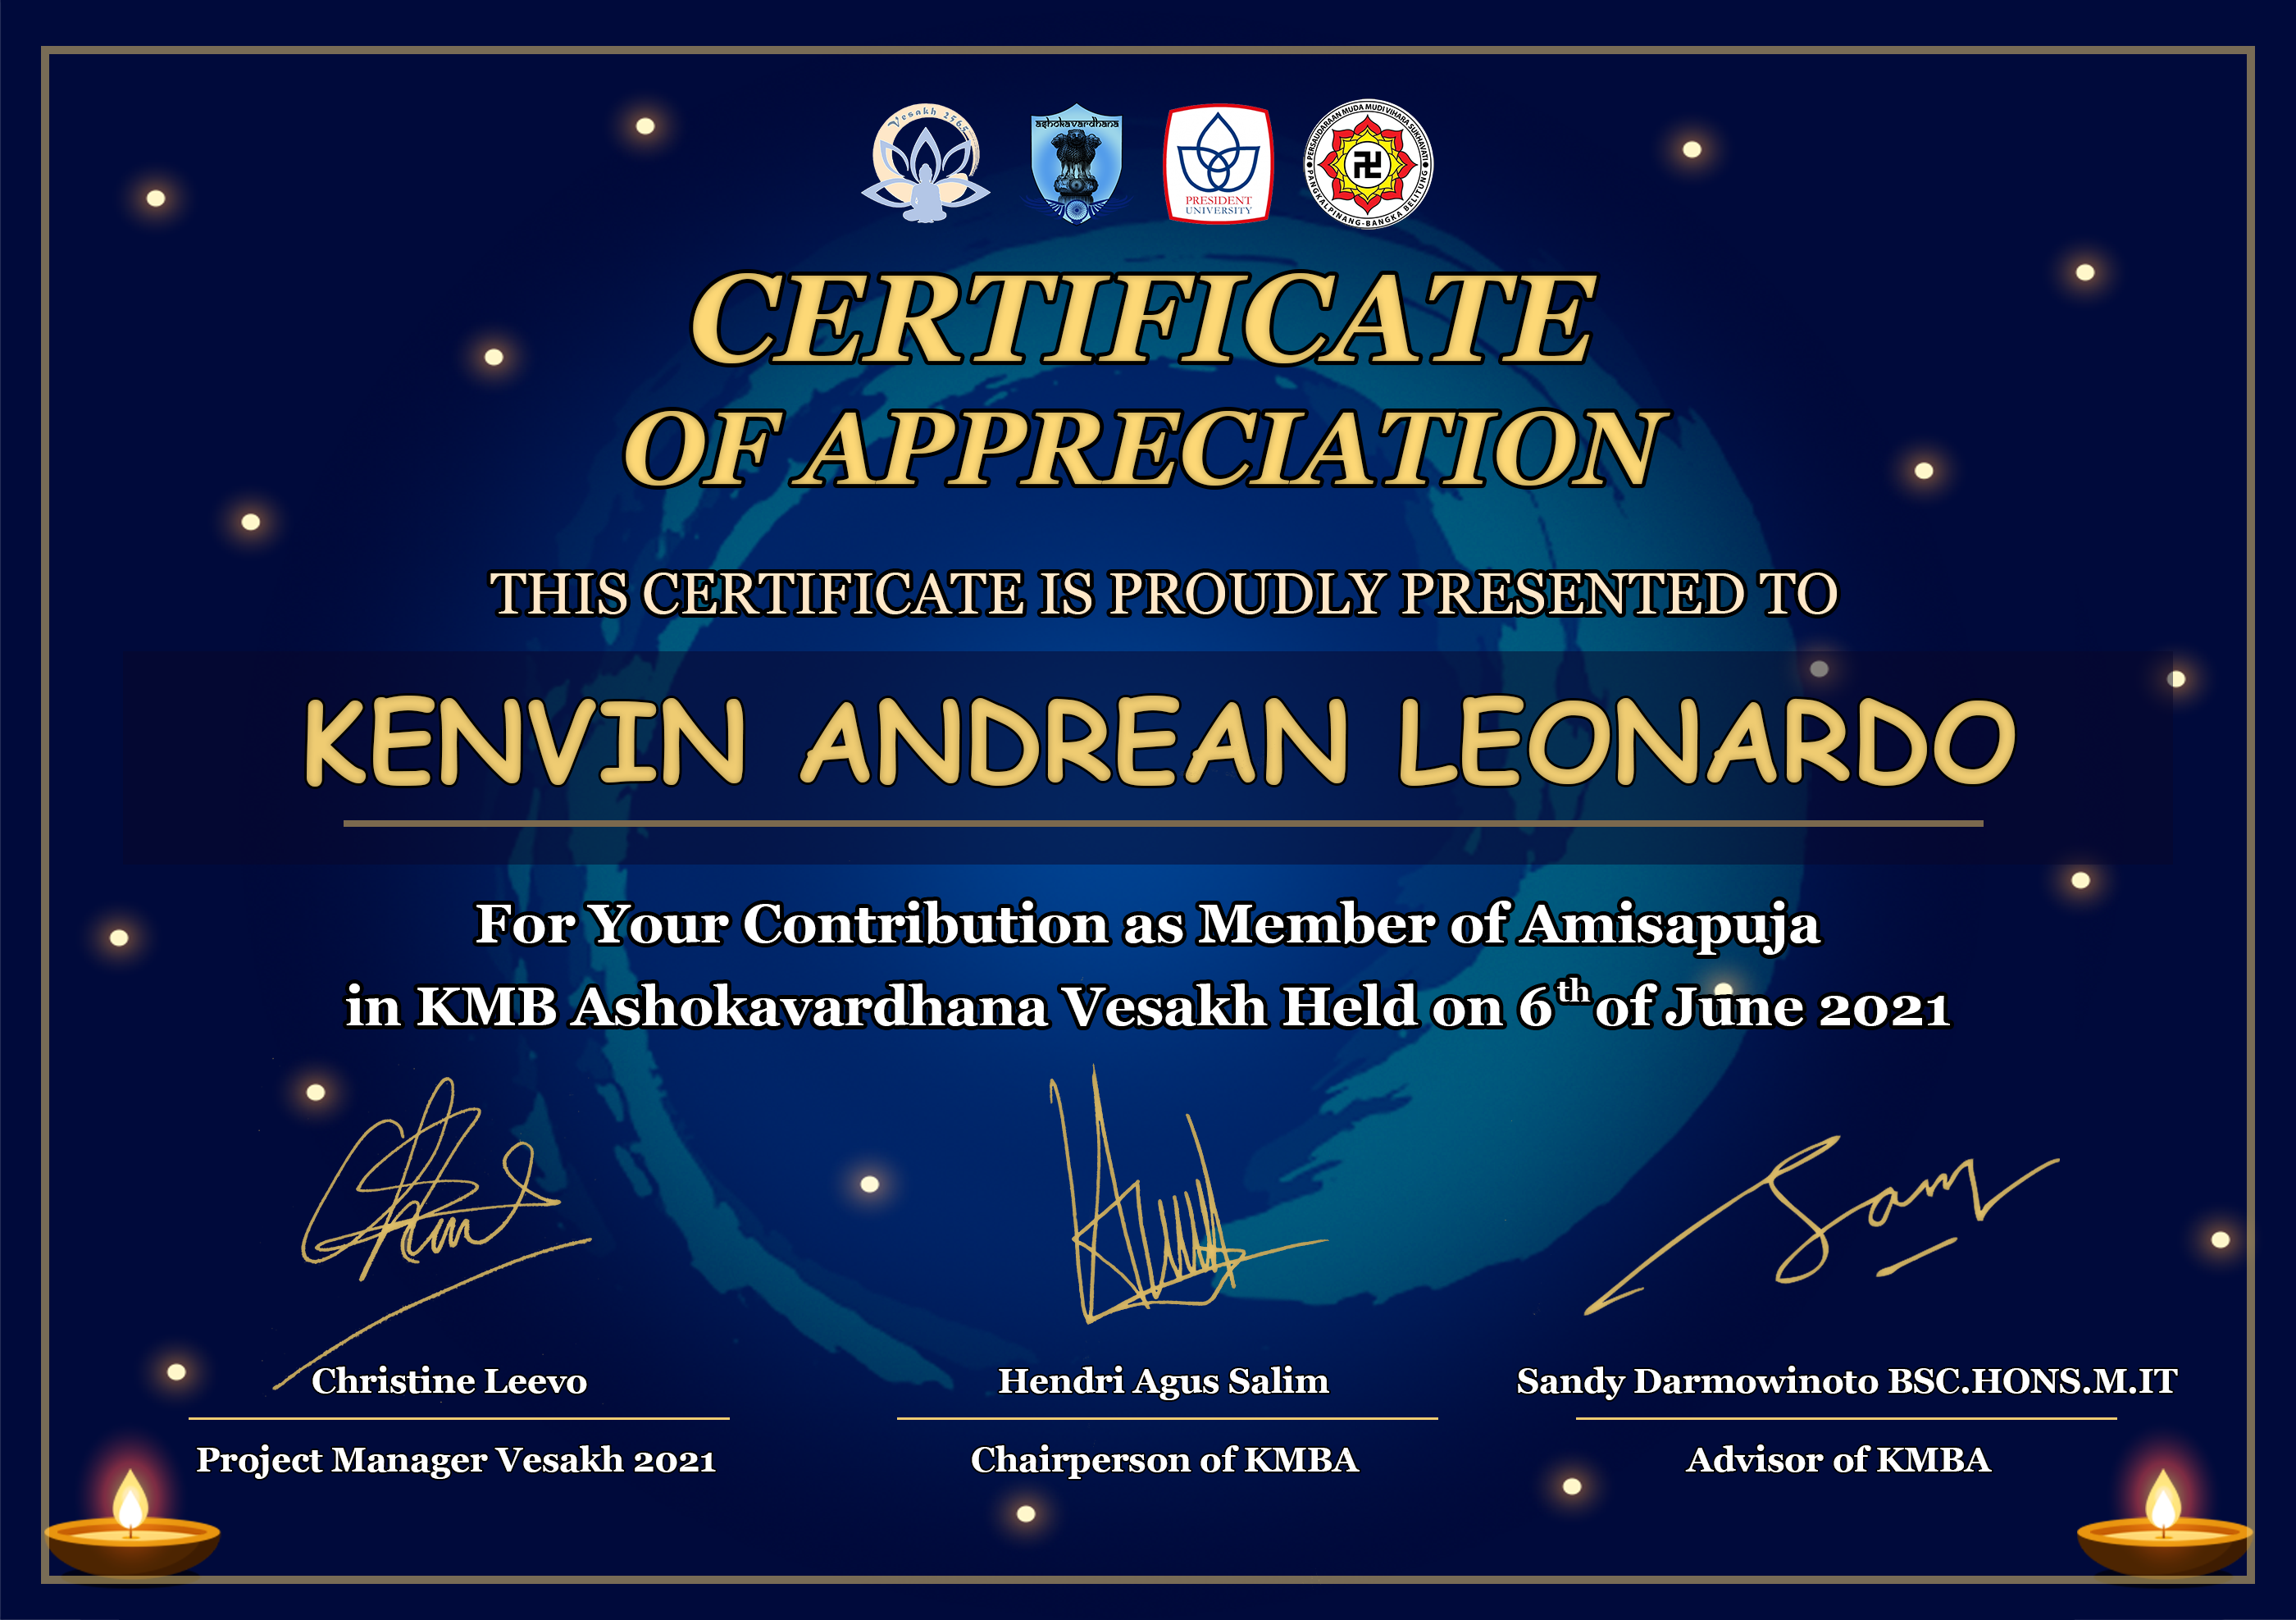 Vesakh 2565
ashokavardhana
PRESIDENT
UNIVERSITY
PERSAUDARAAN MUDA MUDI VIHARA SUKHAVATI
PANGKALPINANG-BANGKA BELITUNG
CERTIFICATE
OF APPRECIATION
THIS CERTIFICATE IS PROUDLY PRESENTED TO
KENVIN ANDREAN LEONARDO
For Your Contribution as Member of Amisapuja
in KMB Ashokavardhana Vesakh Held on 6th of June 2021
Christine Leevo
Project Manager Vesakh 2021
Hendri Agus Salim
Chairperson of KMBA
Sandy Darmowinoto BSC.HONS.M.IT
Advisor of KMBA